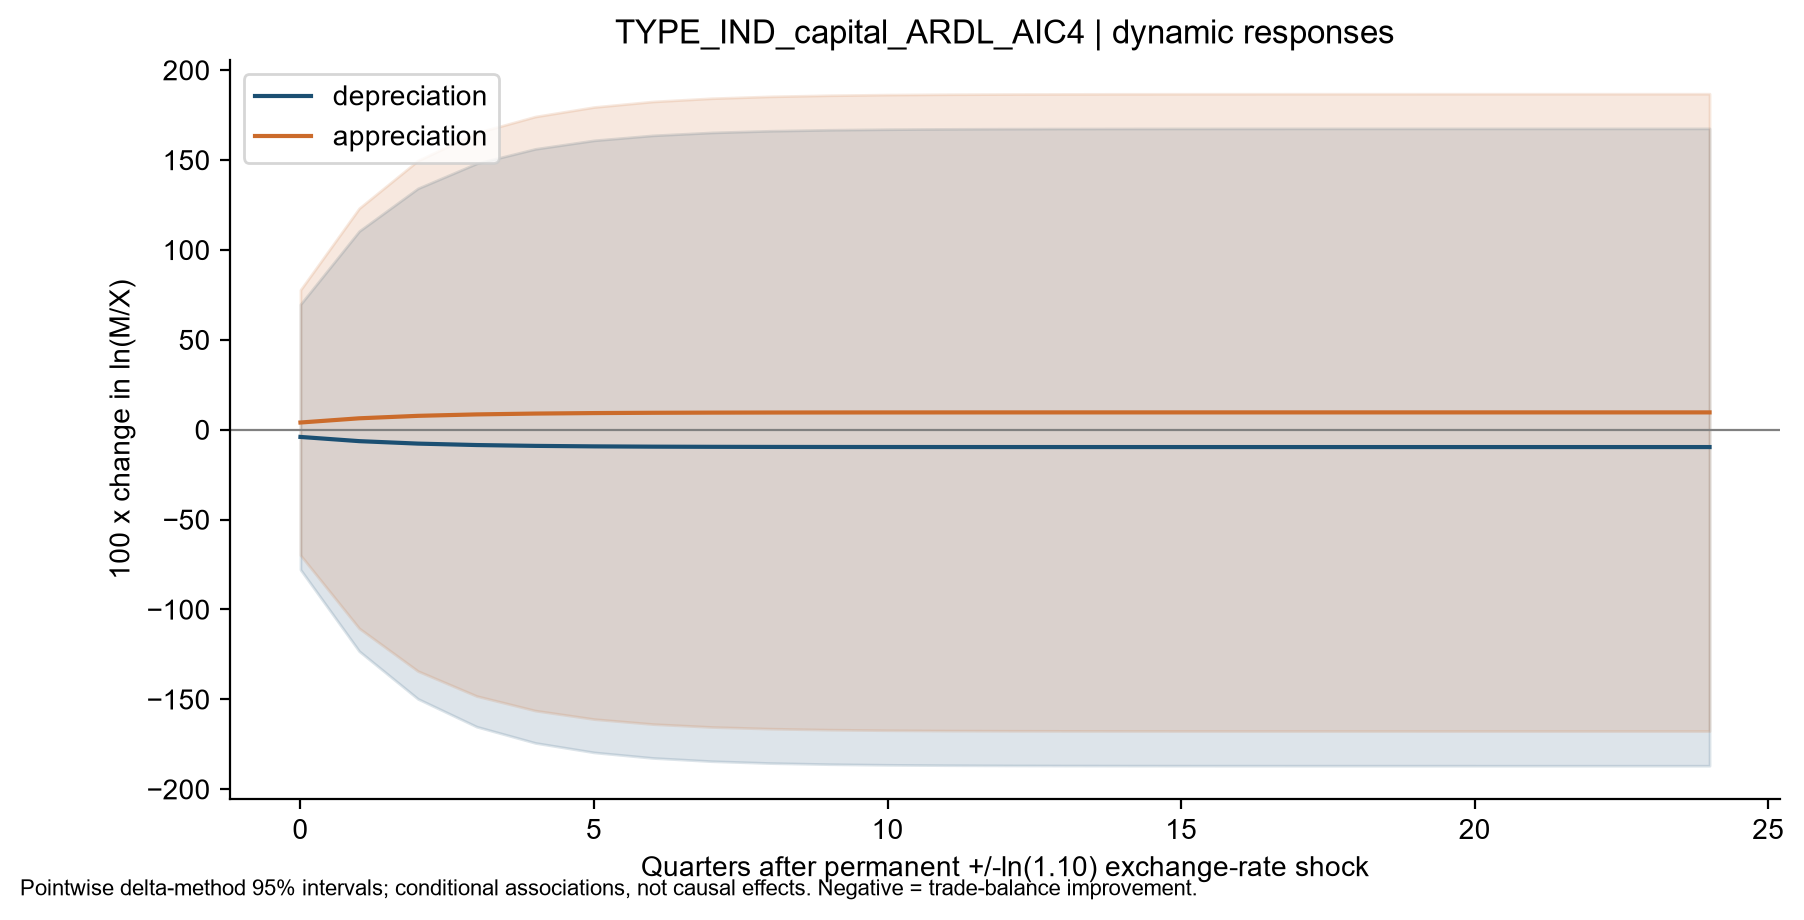 TYPE_IND_capital_ARDL_AIC4 | dynamic responses
depreciation
appreciation
100 x change in ln(M/X)
200
150
100
50
0
−50
−100
−150
−200
0 5 10 15 20 25
Quarters after permanent +/-ln(1.10) exchange-rate shock
Pointwise delta-method 95% intervals; conditional associations, not causal effects. Negative = trade-balance improvement.